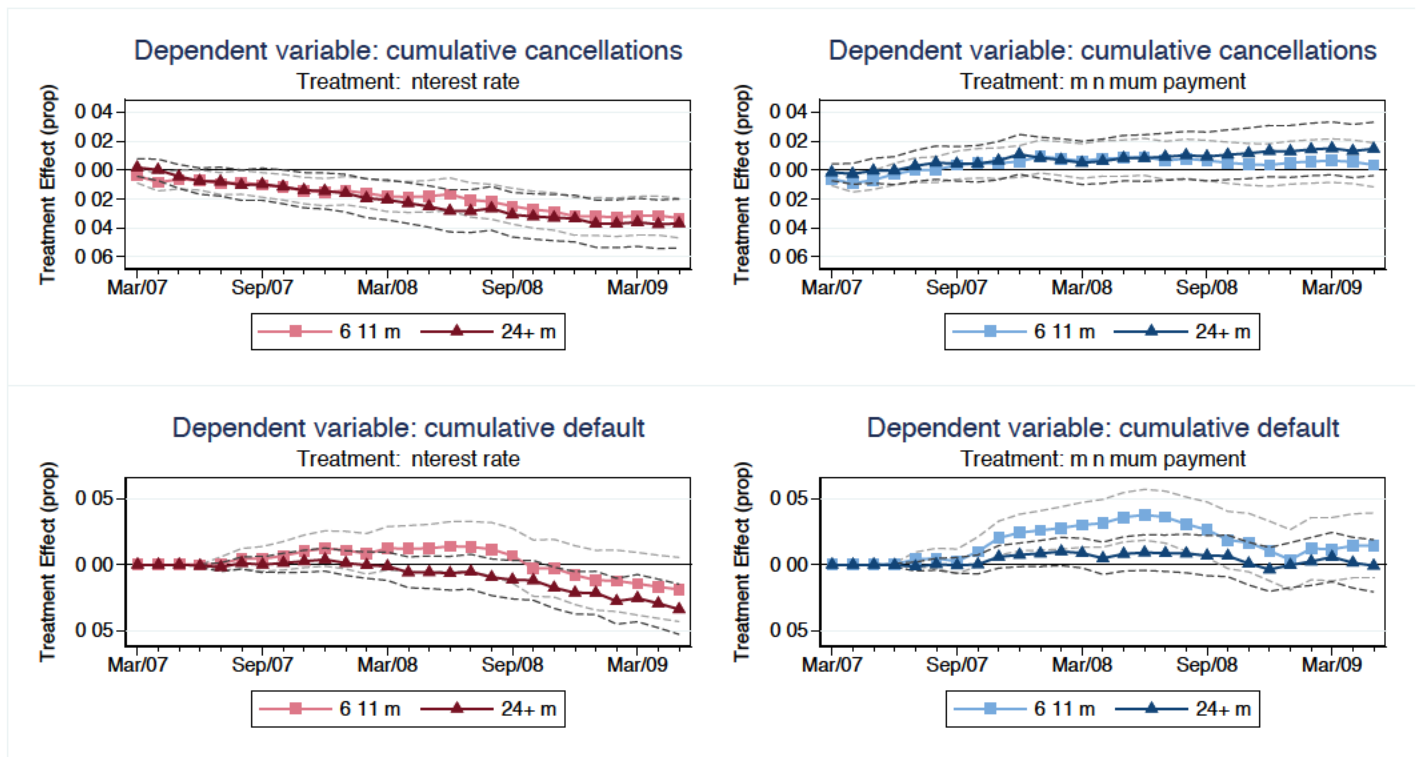 Dependent variable: cumulative cancellations
Treatment: nterest rate
Treatment Effect (prop)
0 04
0 02
0 00
0 02
0 04
0 06
Mar/07 Sep/07 Mar/08 Sep/08 Mar/09
6 11 m 24+ m
Dependent variable: cumulative cancellations
Treatment: m n mum payment
Treatment Effect (prop)
0 04
0 02
0 00
0 02
0 04
0 06
Mar/07 Sep/07 Mar/08 Sep/08 Mar/09
6 11 m 24+ m
Dependent variable: cumulative default
Treatment: nterest rate
Treatment Effect (prop)
0 05
0 00
0 05
Mar/07 Sep/07 Mar/08 Sep/08 Mar/09
6 11 m 24+ m
Dependent variable: cumulative default
Treatment: m n mum payment
Treatment Effect (prop)
0 05
0 00
0 05
Mar/07 Sep/07 Mar/08 Sep/08 Mar/09
6 11 m 24+ m